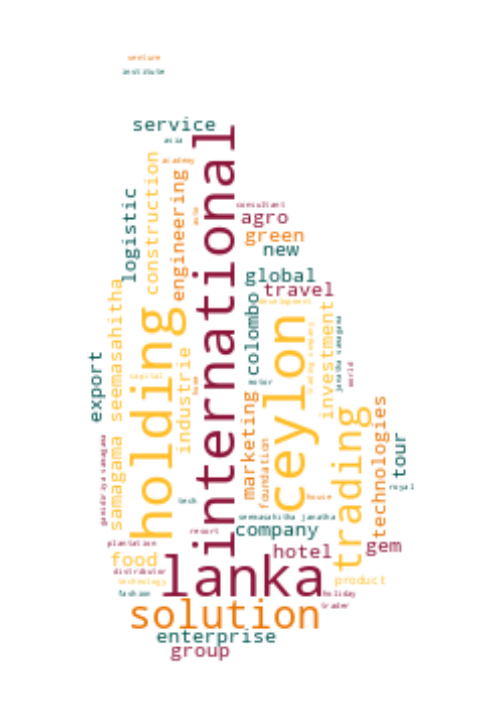 venture
institute
service
asia
academy
international
construction
engineering
logistic
auto
consultant
agro
green
new
global
travel
development
colombo
holding
ceylon
seemasahitha
investment
janatha samagama
trading company
world
industrie
capital
home
motor
export
marketing
trading
technologies
tour
royal
samagama
foundation
house
tech
seemasahitha janatha
resort
company
plantation
hotel
gem
food
lanka
distributor
technology
product
fashion
holiday
trader
solution
enterprise
group